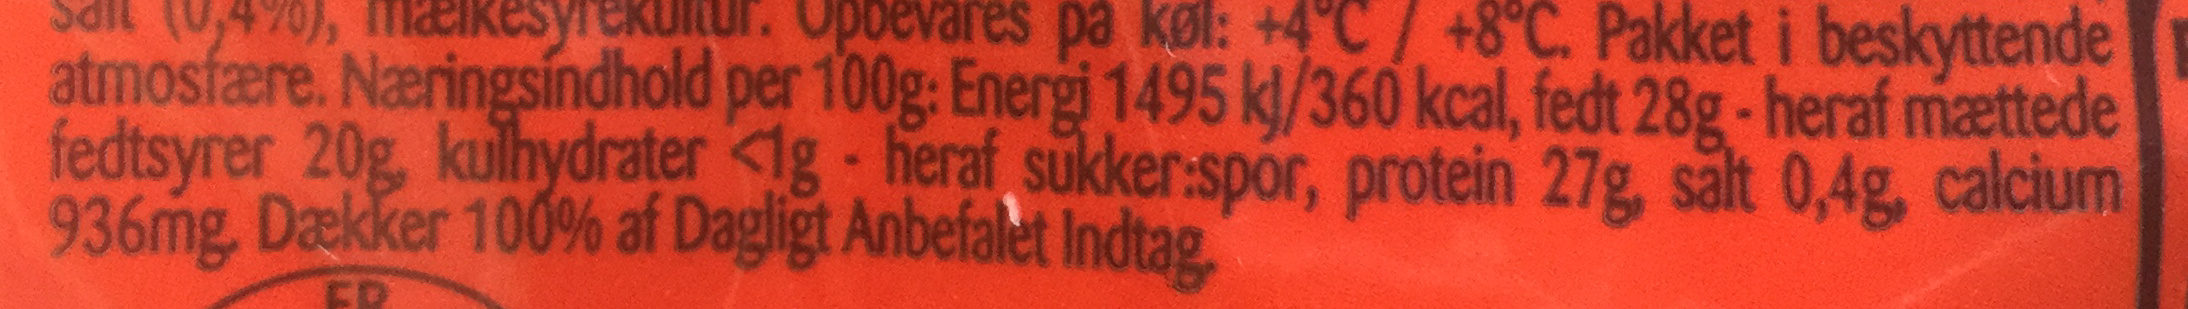 salt (0,4%), mælkesyrekultur. Opbevares på køl: +4°C / +8°C. Pakket i beskyttende
atmosfære. Næringsindhold per 100g: Energi 1495 kJ/360 kcal, fedt 28g - heraf mættede
fedtsyrer 20g, kulhydrater <1g - heraf sukker:spor, protein 27g, salt 0,4g, calcium
936mg. Dækker 100% af Dagligt Anbefalet Indtag.
FR